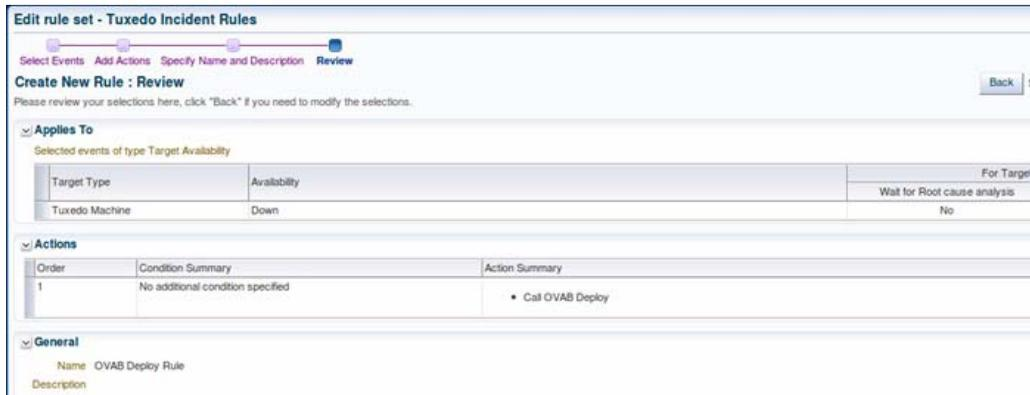 Edit rule set - Tuxedo Incident Rules
Select Events Add Actions Specify Name and Description Review
Create New Rule : Review
Back
Please review your selections here, click "Back" if you need to modify the selections.
Applies To
Selected events of type Target Availability
For Targe
Target Type Availability
Wait for Root cause analysis
Tuxedo Machine Down No
Actions
Order Condition Summary Action Summary
1 No additional condition specified
• Call OVAB Deploy
General
Name OVAB Deploy Rule
Description